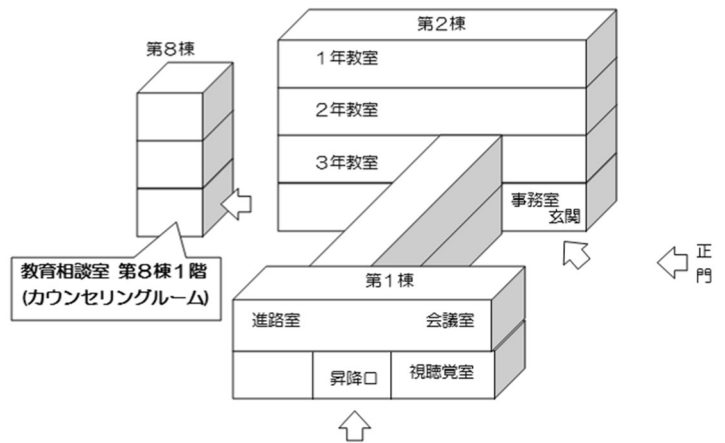 第2棟
第8棟
1年教室
2年教室
3年教室
事務室
玄関
正門
教育相談室 第8棟1階
(カウンセリングルーム)
第1棟
進路室
会議室
昇降口
視聴覚室